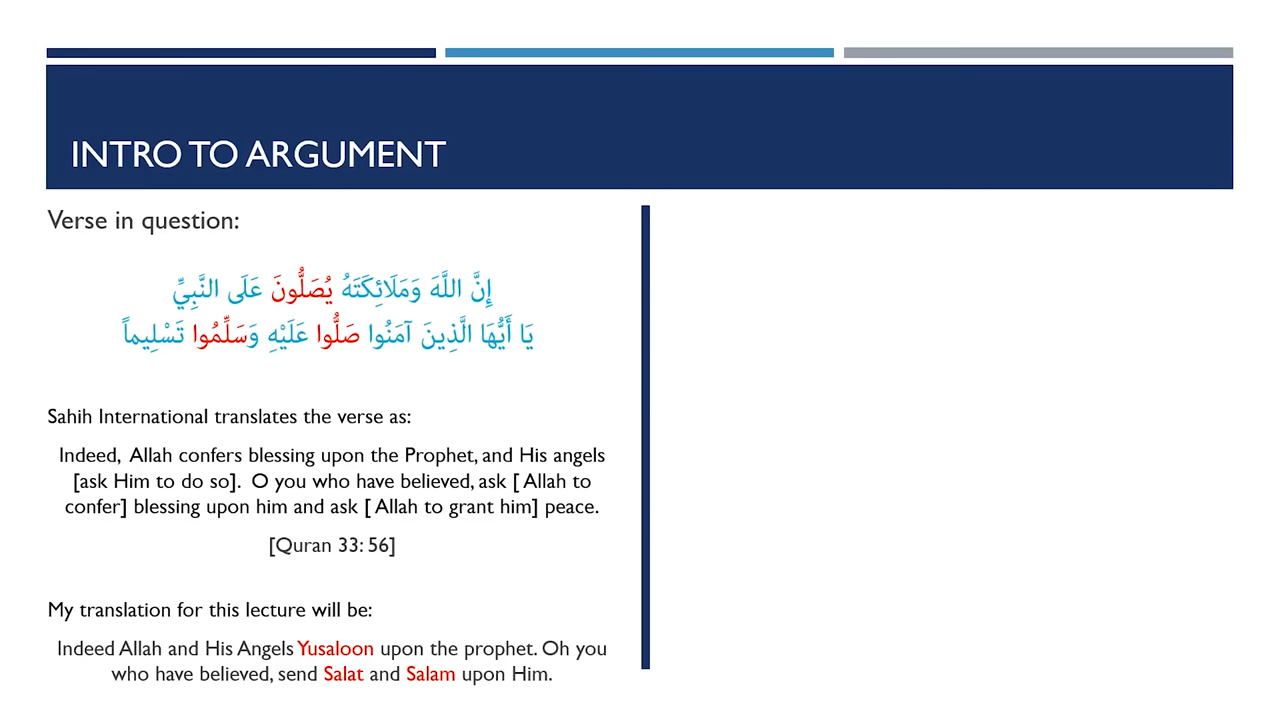 INTRO TO ARGUMENT
Verse in question:
إِنَّ اللَّهَ وَمَلَائِكَتَهُ يُصَلُّونَ عَلَى النَّبِيِّ
يَا أَيُّهَا الَّذِينَ آمَنُوا صَلُّوا عَلَيْهِ وَسَلِّمُوا تَسْلِيماً
Sahih International translates the verse as:
Indeed, Allah confers blessing upon the Prophet, and His angels
[ask Him to do so]. O you who have believed, ask [ Allah to
confer] blessing upon him and ask [ Allah to grant him] peace.
[Quran 33: 56]
My translation for this lecture will be:
Indeed Allah and His Angels Yusaloon upon the prophet. Oh you
who have believed, send Salat and Salam upon Him.